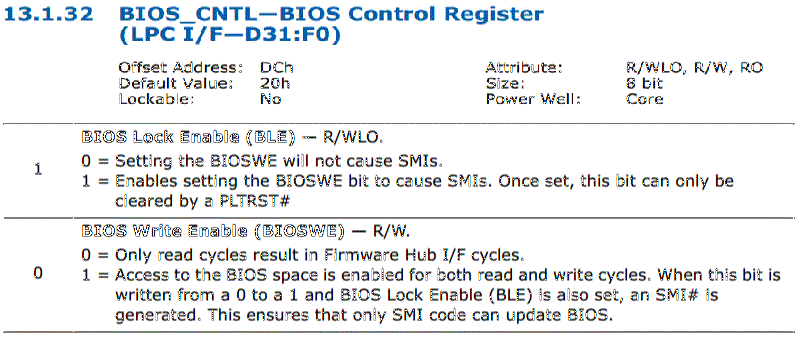 13.1.32 BIOS_CNTL—BIOS Control Register
(LPC I/F—D31:F0)
Offset Address: DCh Attribute: R/WLO, R/W, RO
Default Value: 20h Size: 8 bit
Lockable: No Power Well: Core
BIOS Lock Enable (BLE) — R/WLO.
0 = Setting the BIOSWE will not cause SMIs.
1 1 = Enables setting the BIOSWE bit to cause SMIs. Once set, this bit can only be
cleared by a PLTRST#
BIOS Write Enable (BIOSWE) — R/W.
0 = Only read cycles result in Firmware Hub I/F cycles.
0 1 = Access to the BIOS space is enabled for both read and write cycles. When this bit is
written from a 0 to a 1 and BIOS Lock Enable (BLE) is also set, an SMI# is
generated. This ensures that only SMI code can update BIOS.